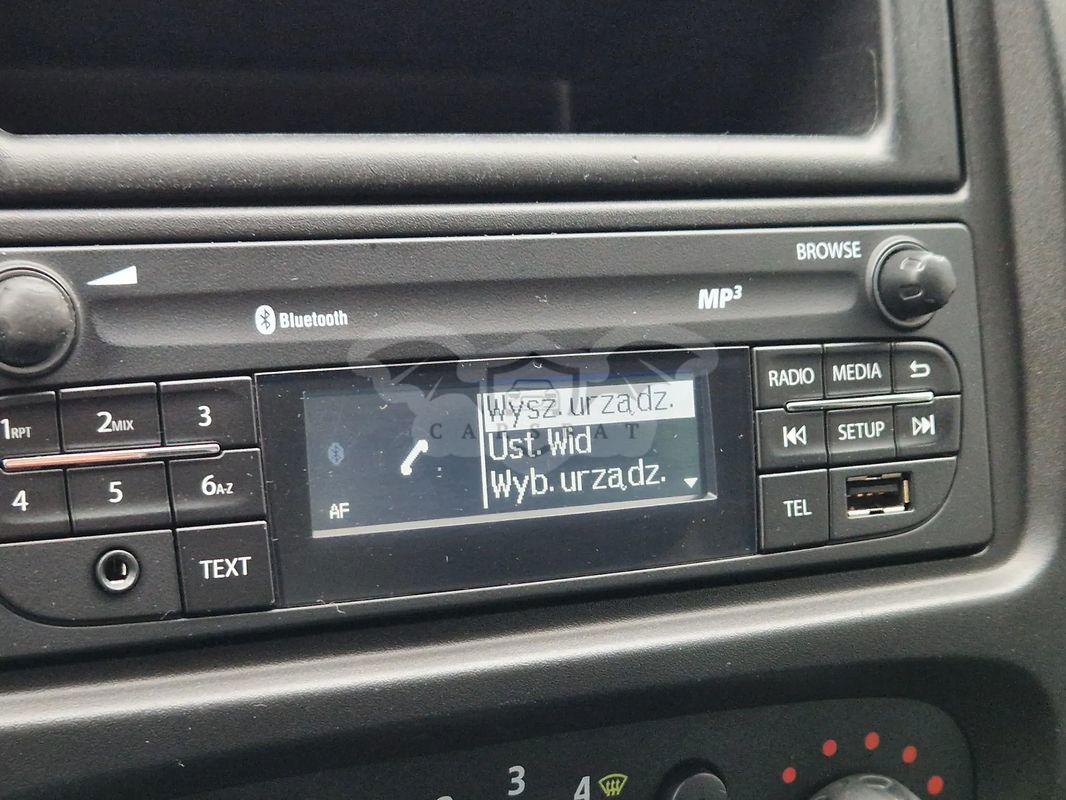 BROWSE
Bluetooth
MP3
1RPT
2MIX
3
RADIO
MEDIA
Wysz.urządz.
CARSRAT
Ust.Wid
SETUP
4
5
6A-Z
Wyb.urządz.
AF
TEL
TEXT
3
4